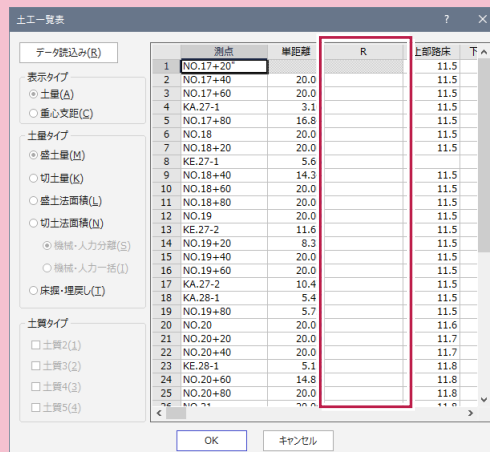 土工一覧表 ? ×
データ読込み(R)
表示タイプ
土量(A)
重心支距(C)
土量タイプ
盛土量(M)
切土量(K)
盛土法面積(L)
切土法面積(N)
機械・人力分離(S)
機械・人力一括(I)
床掘・埋戻し(T)
土質タイプ
土質2(1)
土質3(2)
土質4(3)
土質5(4)
測点 単距離 R 上部路床 下
1 NO.17+20" 11.5
2 NO.17+40 20.0 11.5
3 NO.17+60 20.0 11.5
4 KA.27-1 3.1 11.5
5 NO.17+80 16.8 11.5
6 NO.18 20.0 11.5
7 NO.18+20 20.0 11.5
8 KE.27-1 5.6
9 NO.18+40 14.3 11.5
10 NO.18+60 20.0 11.5
11 NO.18+80 20.0 11.5
12 NO.19 20.0 11.5
13 KE.27-2 11.6 11.5
14 NO.19+20 8.3 11.5
15 NO.19+40 20.0 11.5
16 NO.19+60 20.0 11.5
17 KA.27-2 10.4 11.5
18 KA.28-1 5.4 11.5
19 NO.19+80 5.7 11.5
20 NO.20 20.0 11.6
21 NO.20+20 20.0 11.7
22 NO.20+40 20.0 11.7
23 KE.28-1 5.1 11.8
24 NO.20+60 14.8 11.8
25 NO.20+80 20.0 11.8
26 NO.21 20.0 11.8
OK キャンセル